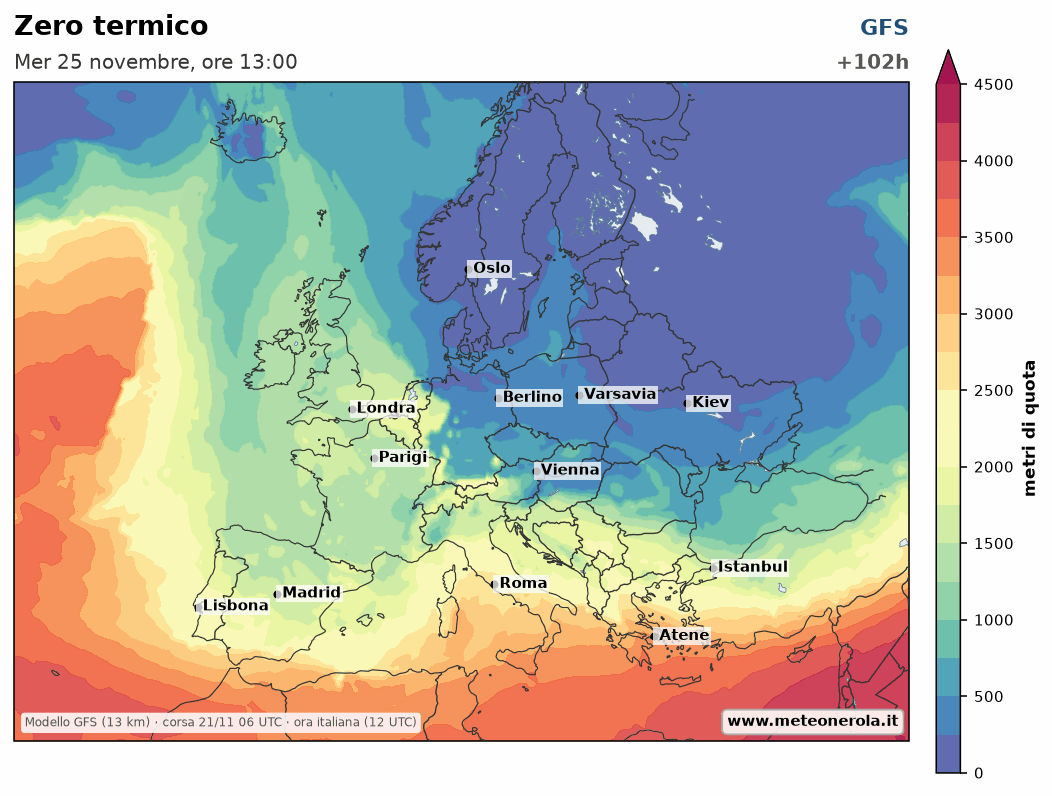 Zero termico
GFS
Mer 25 novembre, ore 13:00
+102h
4500
4000
3500
3000
2500
2000
1500
1000
500
0
metri di quota
Oslo
Berlino
Varsavia
Kiev
Londra
Parigi
Vienna
Istanbul
Roma
Madrid
Lisbona
Atene
Modello GFS (13 km) · corsa 21/11 06 UTC · ora italiana (12 UTC)
www.meteonerola.it